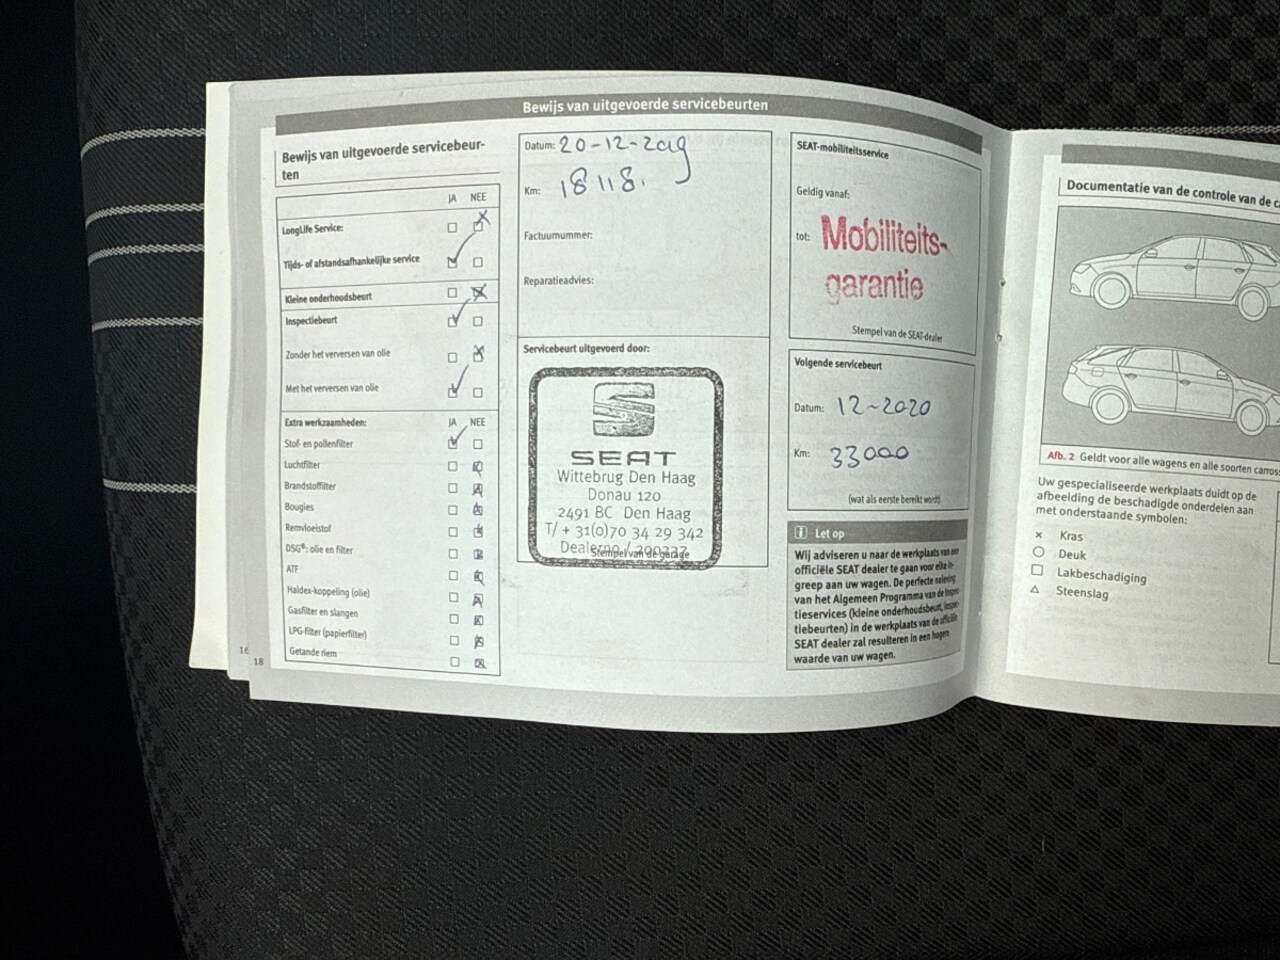 Bewijs van uitgevoerde servicebeurten
Bewijs van uitgevoerde servicebeur-
ten
JA NEE
LongLife Service:
Tijds- of afstandsafhankelijke service
Kleine onderhoudsbeurt
Inspectiebeurt
Zonder het verversen van olie
Met het verversen van olie
Extra werkzaamheden: JA NEE
Stof- en pollenfilter
Luchtfilter
Brandstoffilter
Bougies
Remvloeistof
DSG®: olie en filter
ATF
Haldex-koppeling (olie)
Gasfilter en slangen
LPG-filter (papierfilter)
Getande riem
16
18
Datum: 20-12-2019
Km: 18118.
Factuurnummer:
Reparatieadvies:
Servicebeurt uitgevoerd door:
SEAT
Wittebrug Den Haag
Donau 120
2491 BC Den Haag
T/ + 31(0)70 34 29 342
Dealerno./
Stempel van de garage
SEAT-mobiliteitsservice
Geldig vanaf:
tot: Mobiliteits-
garantie
Stempel van de SEAT-dealer
Volgende servicebeurt
Datum: 12-2020
Km: 33000
(wat als eerste bereikt wordt)
i Let op
Wij adviseren u naar de werkplaats van een
officiële SEAT dealer te gaan voor elke in-
greep aan uw wagen. De perfecte naleving
van het Algemeen Programma van de Inspec-
tieservices (kleine onderhoudsbeurt, inspec-
tiebeurten) in de werkplaats van de officiële
SEAT dealer zal resulteren in een hogere
waarde van uw wagen.
Documentatie van de controle van de
Afb. 2 Geldt voor alle wagens en alle soorten
Uw gespecialiseerde werkplaats duidt op de
afbeelding de beschadigde onderdelen aan
met onderstaande symbolen:
× Kras
○ Deuk
□ Lakbeschadiging
△ Steenslag